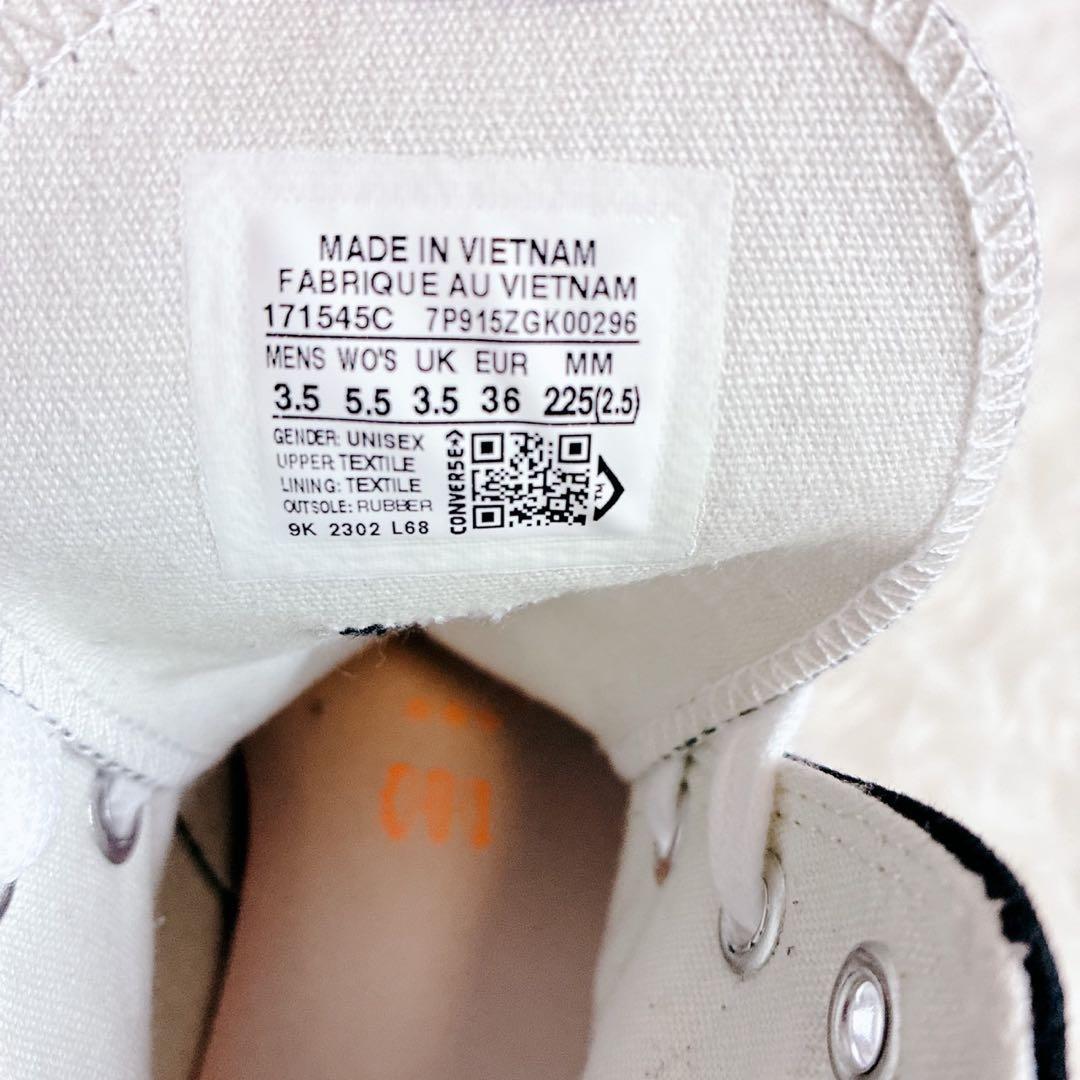 MADE IN VIETNAM
FABRIQUE AU VIETNAM
171545C 7P915ZGK00296
MENS WO'S UK EUR MM
3.5 5.5 3.5 36 225(2.5)
GENDER: UNISEX
UPPER: TEXTILE
LINING: TEXTILE
OUTSOLE: RUBBER
9K 2302 L68
CONVERSE